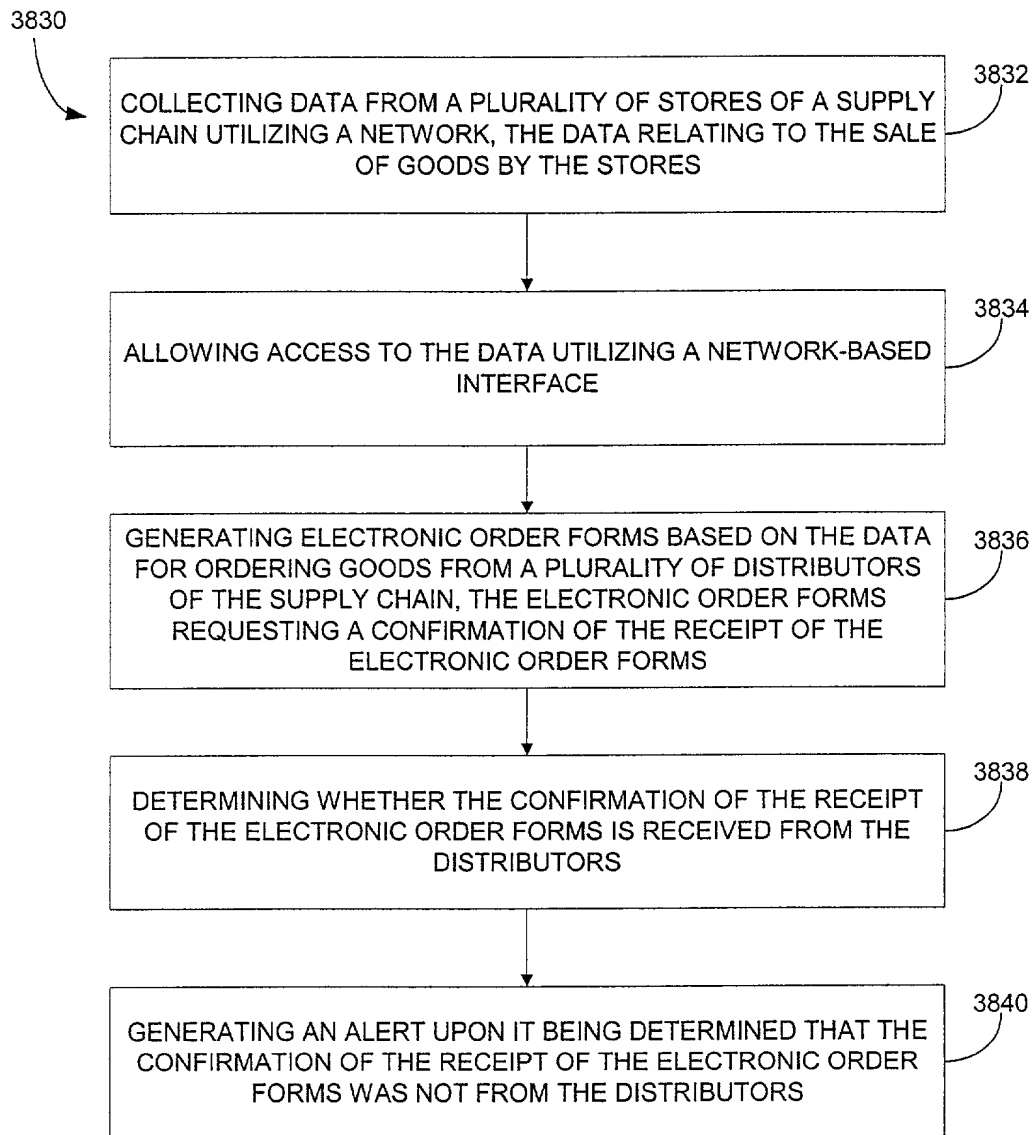 3830
3832
COLLECTING DATA FROM A PLURALITY OF STORES OF A SUPPLY
CHAIN UTILIZING A NETWORK, THE DATA RELATING TO THE SALE
OF GOODS BY THE STORES
3834
ALLOWING ACCESS TO THE DATA UTILIZING A NETWORK-BASED
INTERFACE
3836
GENERATING ELECTRONIC ORDER FORMS BASED ON THE DATA
FOR ORDERING GOODS FROM A PLURALITY OF DISTRIBUTORS
OF THE SUPPLY CHAIN, THE ELECTRONIC ORDER FORMS
REQUESTING A CONFIRMATION OF THE RECEIPT OF THE
ELECTRONIC ORDER FORMS
3838
DETERMINING WHETHER THE CONFIRMATION OF THE RECEIPT
OF THE ELECTRONIC ORDER FORMS IS RECEIVED FROM THE
DISTRIBUTORS
3840
GENERATING AN ALERT UPON IT BEING DETERMINED THAT THE
CONFIRMATION OF THE RECEIPT OF THE ELECTRONIC ORDER
FORMS WAS NOT FROM THE DISTRIBUTORS